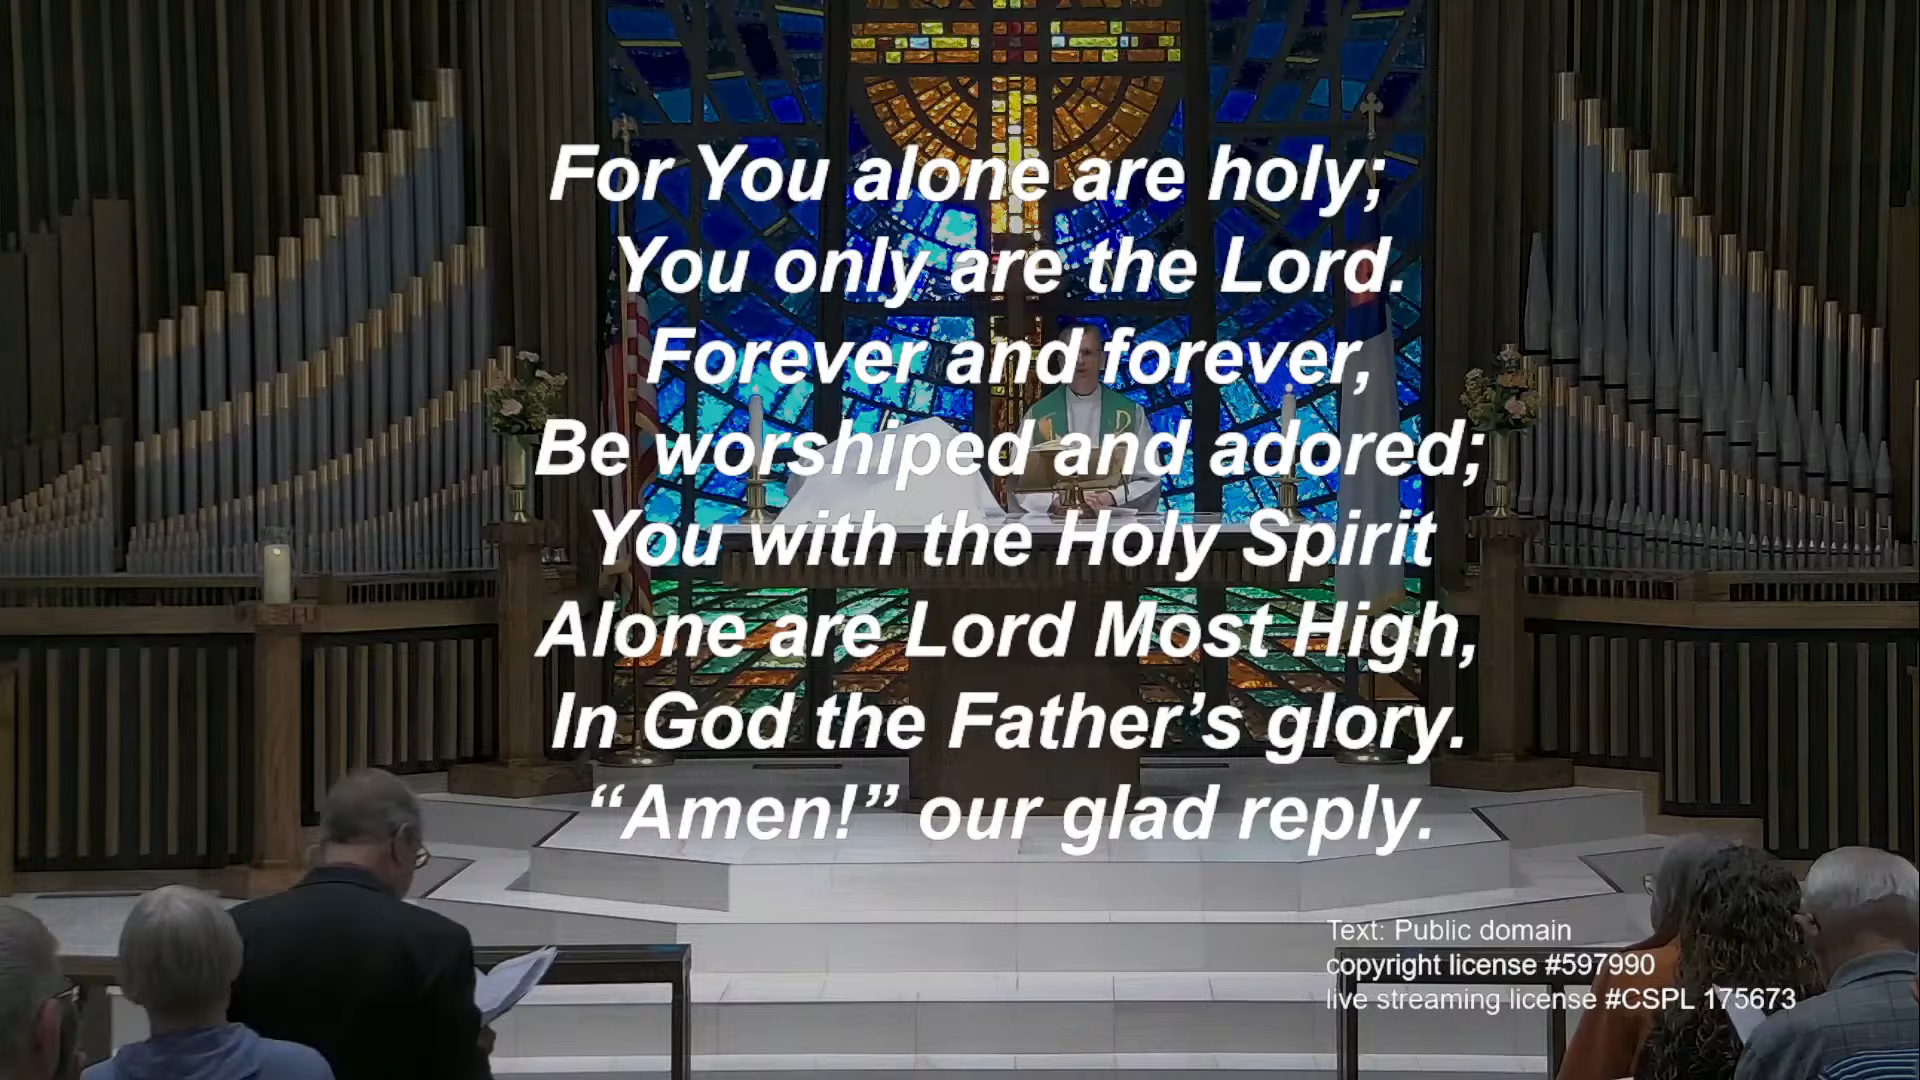 For You alone are holy;
You only are the Lord.
Forever and forever,
Be worshiped and adored;
You with the Holy Spirit
Alone are Lord Most High,
In God the Father’s glory.
“Amen!” our glad reply.
Text: Public domain
copyright license #597990
live streaming license #CSPL 175673